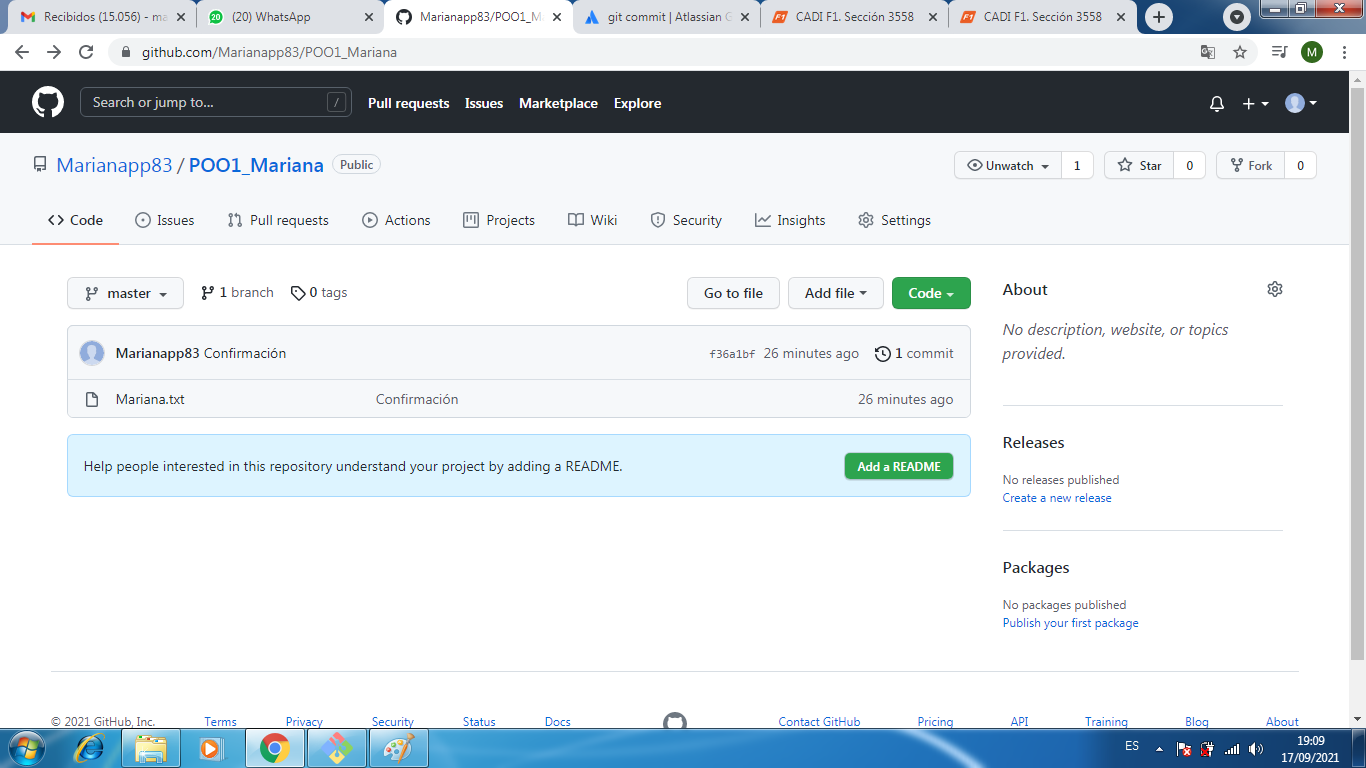 Recibidos (15.056) - ma
20 (20) WhatsApp
Marianapp83/POO1_M
git commit | Atlassian G
F1 CADI F1. Sección 3558
F1 CADI F1. Sección 3558
github.com/Marianapp83/POO1_Mariana
M
Search or jump to... /
Pull requests Issues Marketplace Explore
Marianapp83 / POO1_Mariana Public
Unwatch 1 Star 0 Fork 0
Code Issues Pull requests Actions Projects Wiki Security Insights Settings
master 1 branch 0 tags Go to file Add file Code
Marianapp83 Confirmación f36a1bf 26 minutes ago 1 commit
Mariana.txt Confirmación 26 minutes ago
Help people interested in this repository understand your project by adding a README. Add a README
About
No description, website, or topics
provided.
Releases
No releases published
Create a new release
Packages
No packages published
Publish your first package
© 2021 GitHub, Inc. Terms Privacy Security Status Docs Contact GitHub Pricing API Training Blog About
ES
19:09
17/09/2021